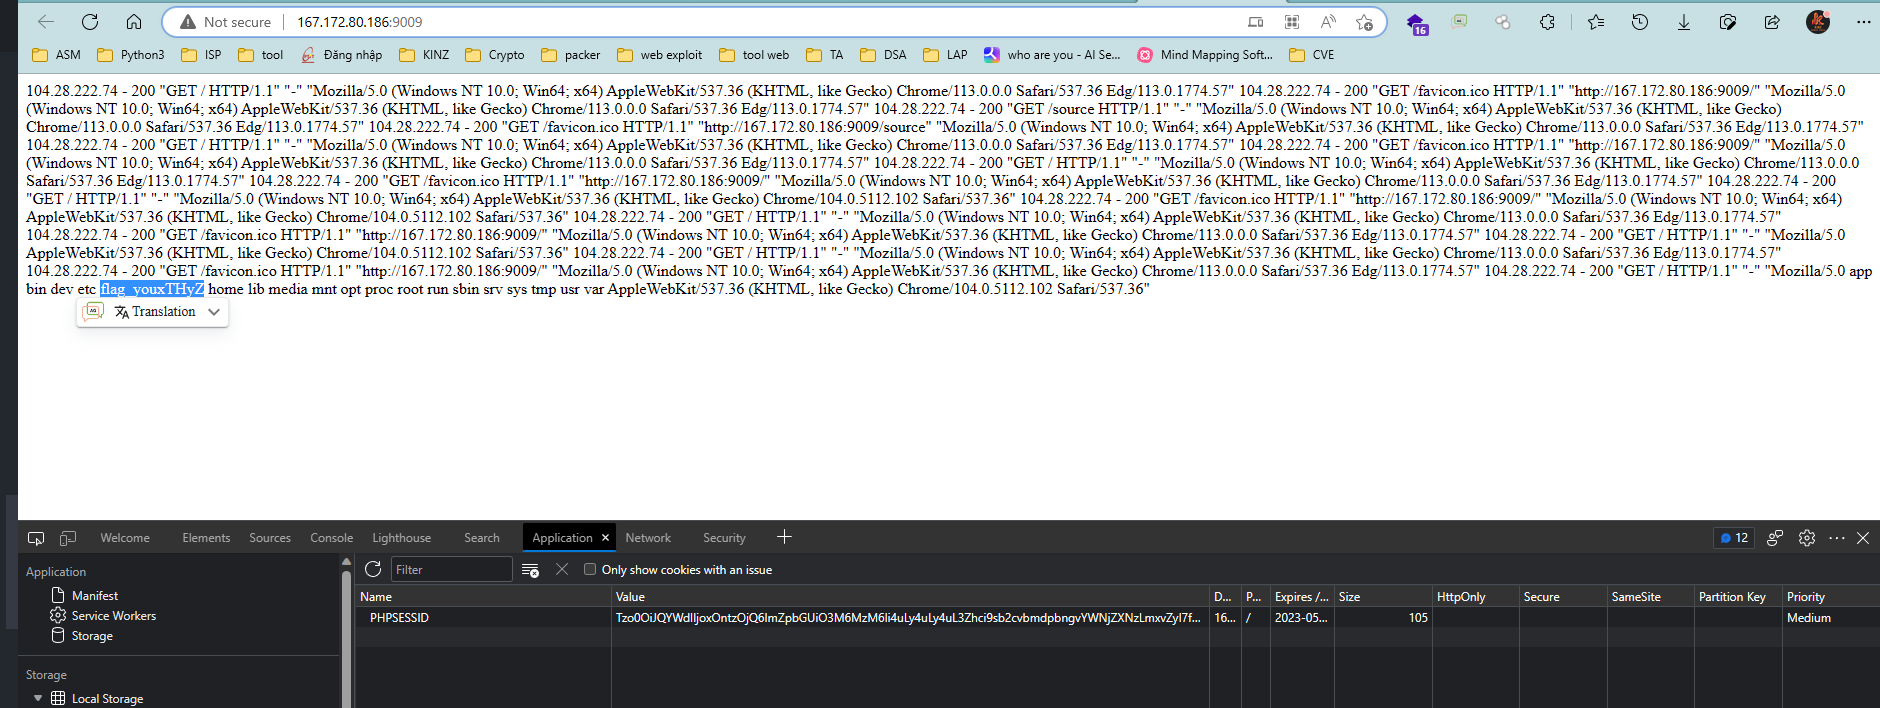 Not secure 167.172.80.186:9009
16
ASM Python3 ISP tool Đăng nhập KINZ Crypto packer web exploit tool web TA DSA LAP who are you - AI Se... Mind Mapping Soft... CVE
104.28.222.74 - 200 "GET / HTTP/1.1" "-" "Mozilla/5.0 (Windows NT 10.0; Win64; x64) AppleWebKit/537.36 (KHTML, like Gecko) Chrome/113.0.0.0 Safari/537.36 Edg/113.0.1774.57" 104.28.222.74 - 200 "GET /favicon.ico HTTP/1.1" "http://167.172.80.186:9009/" "Mozilla/5.0
(Windows NT 10.0; Win64; x64) AppleWebKit/537.36 (KHTML, like Gecko) Chrome/113.0.0.0 Safari/537.36 Edg/113.0.1774.57" 104.28.222.74 - 200 "GET /source HTTP/1.1" "-" "Mozilla/5.0 (Windows NT 10.0; Win64; x64) AppleWebKit/537.36 (KHTML, like Gecko)
Chrome/113.0.0.0 Safari/537.36 Edg/113.0.1774.57" 104.28.222.74 - 200 "GET /favicon.ico HTTP/1.1" "http://167.172.80.186:9009/source" "Mozilla/5.0 (Windows NT 10.0; Win64; x64) AppleWebKit/537.36 (KHTML, like Gecko) Chrome/113.0.0.0 Safari/537.36 Edg/113.0.1774.57"
104.28.222.74 - 200 "GET / HTTP/1.1" "-" "Mozilla/5.0 (Windows NT 10.0; Win64; x64) AppleWebKit/537.36 (KHTML, like Gecko) Chrome/113.0.0.0 Safari/537.36 Edg/113.0.1774.57" 104.28.222.74 - 200 "GET /favicon.ico HTTP/1.1" "http://167.172.80.186:9009/" "Mozilla/5.0
(Windows NT 10.0; Win64; x64) AppleWebKit/537.36 (KHTML, like Gecko) Chrome/113.0.0.0 Safari/537.36 Edg/113.0.1774.57" 104.28.222.74 - 200 "GET / HTTP/1.1" "-" "Mozilla/5.0 (Windows NT 10.0; Win64; x64) AppleWebKit/537.36 (KHTML, like Gecko) Chrome/113.0.0.0
Safari/537.36 Edg/113.0.1774.57" 104.28.222.74 - 200 "GET /favicon.ico HTTP/1.1" "http://167.172.80.186:9009/" "Mozilla/5.0 (Windows NT 10.0; Win64; x64) AppleWebKit/537.36 (KHTML, like Gecko) Chrome/113.0.0.0 Safari/537.36 Edg/113.0.1774.57" 104.28.222.74 - 200
"GET / HTTP/1.1" "-" "Mozilla/5.0 (Windows NT 10.0; Win64; x64) AppleWebKit/537.36 (KHTML, like Gecko) Chrome/104.0.5112.102 Safari/537.36" 104.28.222.74 - 200 "GET /favicon.ico HTTP/1.1" "http://167.172.80.186:9009/" "Mozilla/5.0 (Windows NT 10.0; Win64; x64)
AppleWebKit/537.36 (KHTML, like Gecko) Chrome/104.0.5112.102 Safari/537.36" 104.28.222.74 - 200 "GET / HTTP/1.1" "-" "Mozilla/5.0 (Windows NT 10.0; Win64; x64) AppleWebKit/537.36 (KHTML, like Gecko) Chrome/113.0.0.0 Safari/537.36 Edg/113.0.1774.57"
104.28.222.74 - 200 "GET /favicon.ico HTTP/1.1" "http://167.172.80.186:9009/" "Mozilla/5.0 (Windows NT 10.0; Win64; x64) AppleWebKit/537.36 (KHTML, like Gecko) Chrome/113.0.0.0 Safari/537.36 Edg/113.0.1774.57" 104.28.222.74 - 200 "GET / HTTP/1.1" "-" "Mozilla/5.0
AppleWebKit/537.36 (KHTML, like Gecko) Chrome/104.0.5112.102 Safari/537.36" 104.28.222.74 - 200 "GET / HTTP/1.1" "-" "Mozilla/5.0 (Windows NT 10.0; Win64; x64) AppleWebKit/537.36 (KHTML, like Gecko) Chrome/113.0.0.0 Safari/537.36 Edg/113.0.1774.57"
104.28.222.74 - 200 "GET /favicon.ico HTTP/1.1" "http://167.172.80.186:9009/" "Mozilla/5.0 (Windows NT 10.0; Win64; x64) AppleWebKit/537.36 (KHTML, like Gecko) Chrome/113.0.0.0 Safari/537.36 Edg/113.0.1774.57" 104.28.222.74 - 200 "GET / HTTP/1.1" "-" "Mozilla/5.0 app
bin dev etc flag_youxTHyZ home lib media mnt opt proc root run sbin srv sys tmp usr var AppleWebKit/537.36 (KHTML, like Gecko) Chrome/104.0.5112.102 Safari/537.36"
Translation
Welcome Elements Sources Console Lighthouse Search Application Network Security 12
Application
Filter Only show cookies with an issue
Manifest
Service Workers
Storage
Storage
Local Storage
Name Value D... P... Expires /... Size HttpOnly Secure SameSite Partition Key Priority
PHPSESSID Tzo0OiJQYWdlIjoxOntzOjQ6ImZpbGUiO3M6MzM6Ii4uLy4uLy4uL3Zhci9sb2cvbmdpbngvYWNjZXNzLmxvZyI7f... 16... / 2023-05... 105 Medium